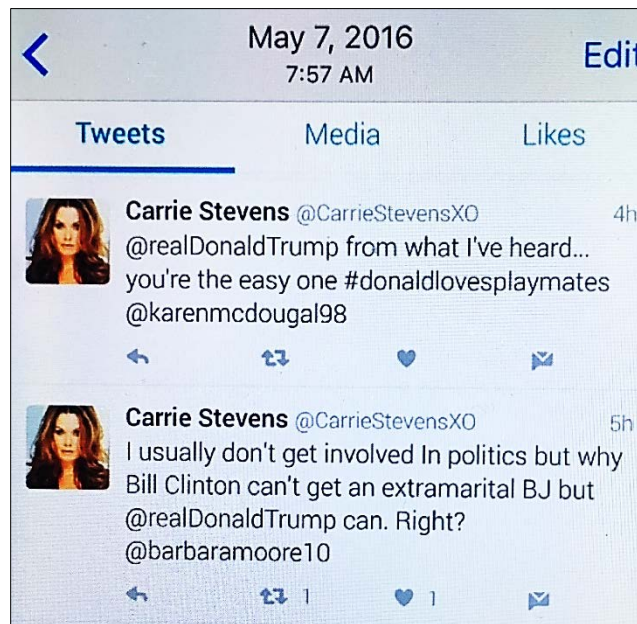 May 7, 2016
7:57 AM
Edit
Tweets Media Likes
Carrie Stevens @CarrieStevensXO 4h
@realDonaldTrump from what I've heard...
you're the easy one #donaldlovesplaymates
@karenmcdougal98
Carrie Stevens @CarrieStevensXO 5h
I usually don't get involved In politics but why
Bill Clinton can't get an extramarital BJ but
@realDonaldTrump can. Right?
@barbaramoore10
1 1